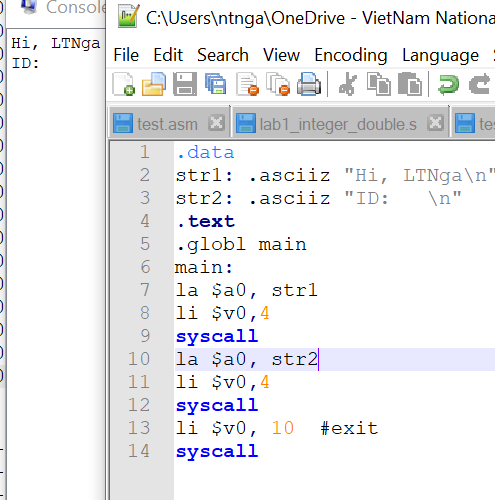 Console
Hi, LTNga
ID:
C:\Users\ntnga\OneDrive - VietNam National
File Edit Search View Encoding Language
test.asm lab1_integer_double.s
1 .data
2 str1: .asciiz "Hi, LTNga\n"
3 str2: .asciiz "ID:   \n"
4 .text
5 .globl main
6 main:
7 la $a0, str1
8 li $v0,4
9 syscall
10 la $a0, str2
11 li $v0,4
12 syscall
13 li $v0, 10  #exit
14 syscall